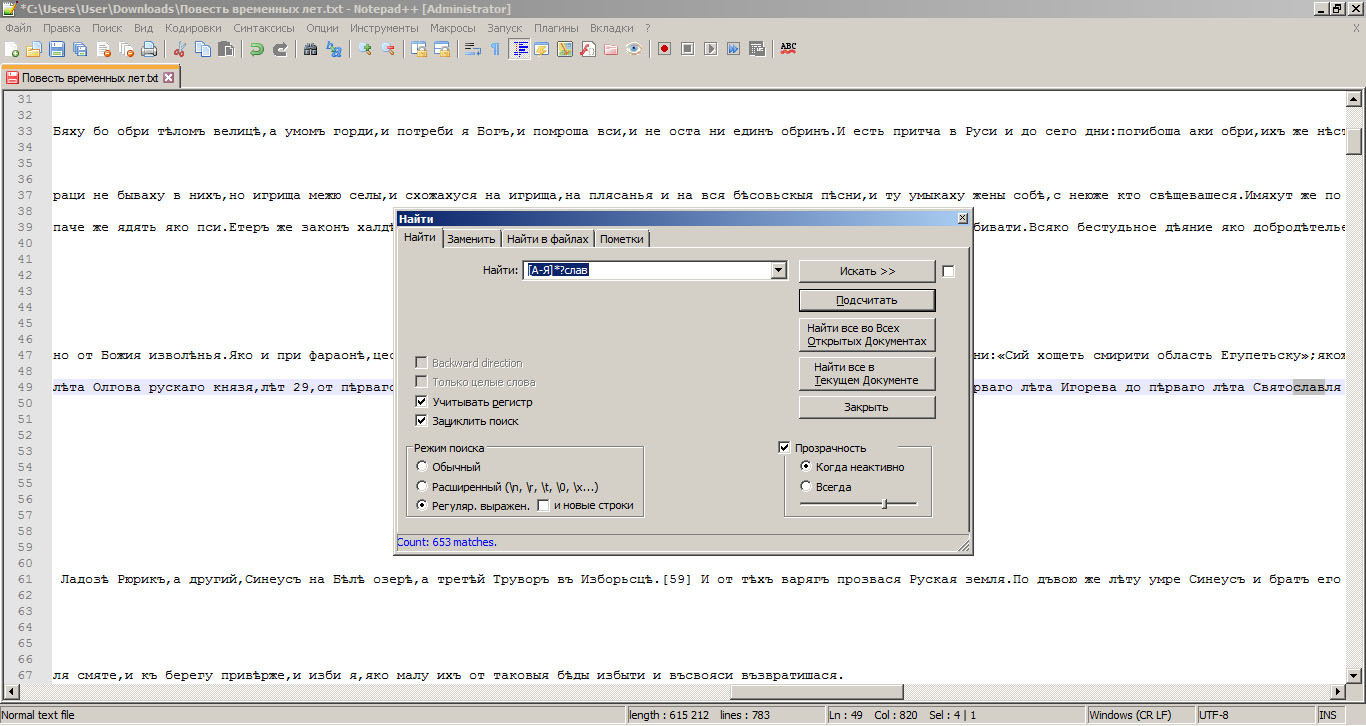 *C:\Users\User\Downloads\Повесть временных лет.txt - Notepad++ [Administrator]
Файл Правка Поиск Вид Кодировки Синтаксисы Опции Инструменты Макросы Запуск Плагины Вкладки ? X
ABC
Повесть временных лет.txt
31
32
33 Бяху бо обри тѣломъ велицѣ,а умомъ горди,и потреби я Богъ,и помроша вси,и не оста ни единъ обринъ.И есть притча в Руси и до сего дни:погибоша аки обри,ихъ же нѣст
34
35
36
37 раци не бываху в нихъ,но игрища межю селы,и схожахуся на игрища,на плясанья и на вся бѣсовьскыя пѣсни,и ту умыкаху жены собѣ,с неюже кто свѣщевашеся.Имяхут же по
38
39 паче же ядять яко пси.Етеръ же законъ халдѣ бивати.Всяко бестудьное дѣяние яко добродѣтелье
40
41
42
43
44
45
46
47 но от Божия изволѣнья.Яко и при фараонѣ,цес ни:«Сий хощеть смирити область Египетьску»;якож
48
49 лѣта Олгова рускаго князя,лѣт 29,от пѣрваго рваго лѣта Игорева до пѣрваго лѣта Святославля
50
51
52
53
54
55
56
57
58
59
60
61 Ладозѣ Рюрикъ,а другий,Синеусъ на Бѣлѣ озерѣ,а третѣй Труворъ въ Изборьсцѣ.[59] И от тѣхъ варягъ прозвася Руская земля.По дъвою же лѣту умре Синеусъ и братъ его
62
63
64
65
66
67 ля смяте,и къ берегу привѣрже,и изби я,яко малу ихъ от таковыя бѣды избыти и въсвояси възвратишася.
Найти
Найти Заменить Найти в файлах Пометки
Найти: [А-Я]*?слав
Искать >>
Подсчитать
Найти все во Всех
Открытых Документах
Найти все в
Текущем Документе
Закрыть
Backward direction
Только целые слова
Учитывать регистр
Зациклить поиск
Режим поиска
Обычный
Расширенный (\n, \r, \t, \0, \x...)
Регуляр. выражен. и новые строки
Прозрачность
Когда неактивно
Всегда
Count: 653 matches.
Normal text file length : 615 212 lines : 783 Ln : 49 Col : 820 Sel : 4 | 1 Windows (CR LF) UTF-8 INS